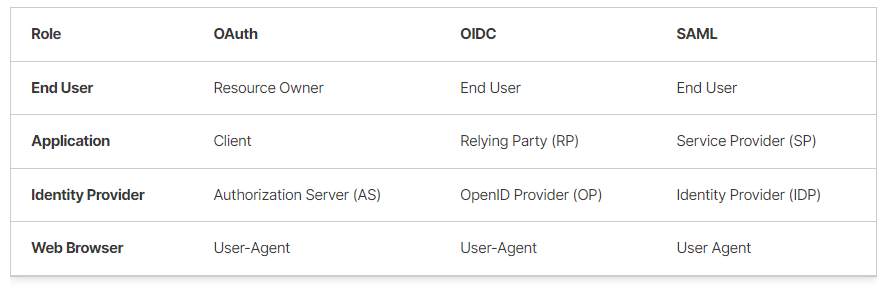 Role OAuth OIDC SAML
End User Resource Owner End User End User
Application Client Relying Party (RP) Service Provider (SP)
Identity Provider Authorization Server (AS) OpenID Provider (OP) Identity Provider (IDP)
Web Browser User-Agent User-Agent User Agent